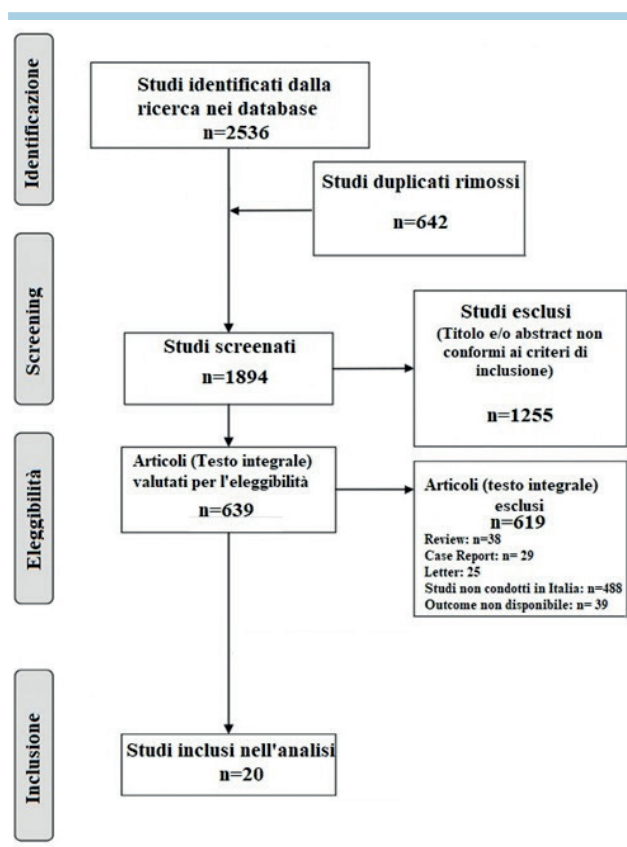 Identificazione
Studi identificati dalla
ricerca nei database
n=2536
Studi duplicati rimossi
n=642
Screening
Studi screenati
n=1894
Studi esclusi
(Titolo e/o abstract non
conformi ai criteri di
inclusione)
n=1255
Eleggibilità
Articoli (Testo integrale)
valutati per l'eleggibilità
n=639
Articoli (testo integrale)
esclusi
n=619
Review: n=38
Case Report: n= 29
Letter: 25
Studi non condotti in Italia: n=488
Outcome non disponibile: n= 39
Inclusione
Studi inclusi nell'analisi
n=20